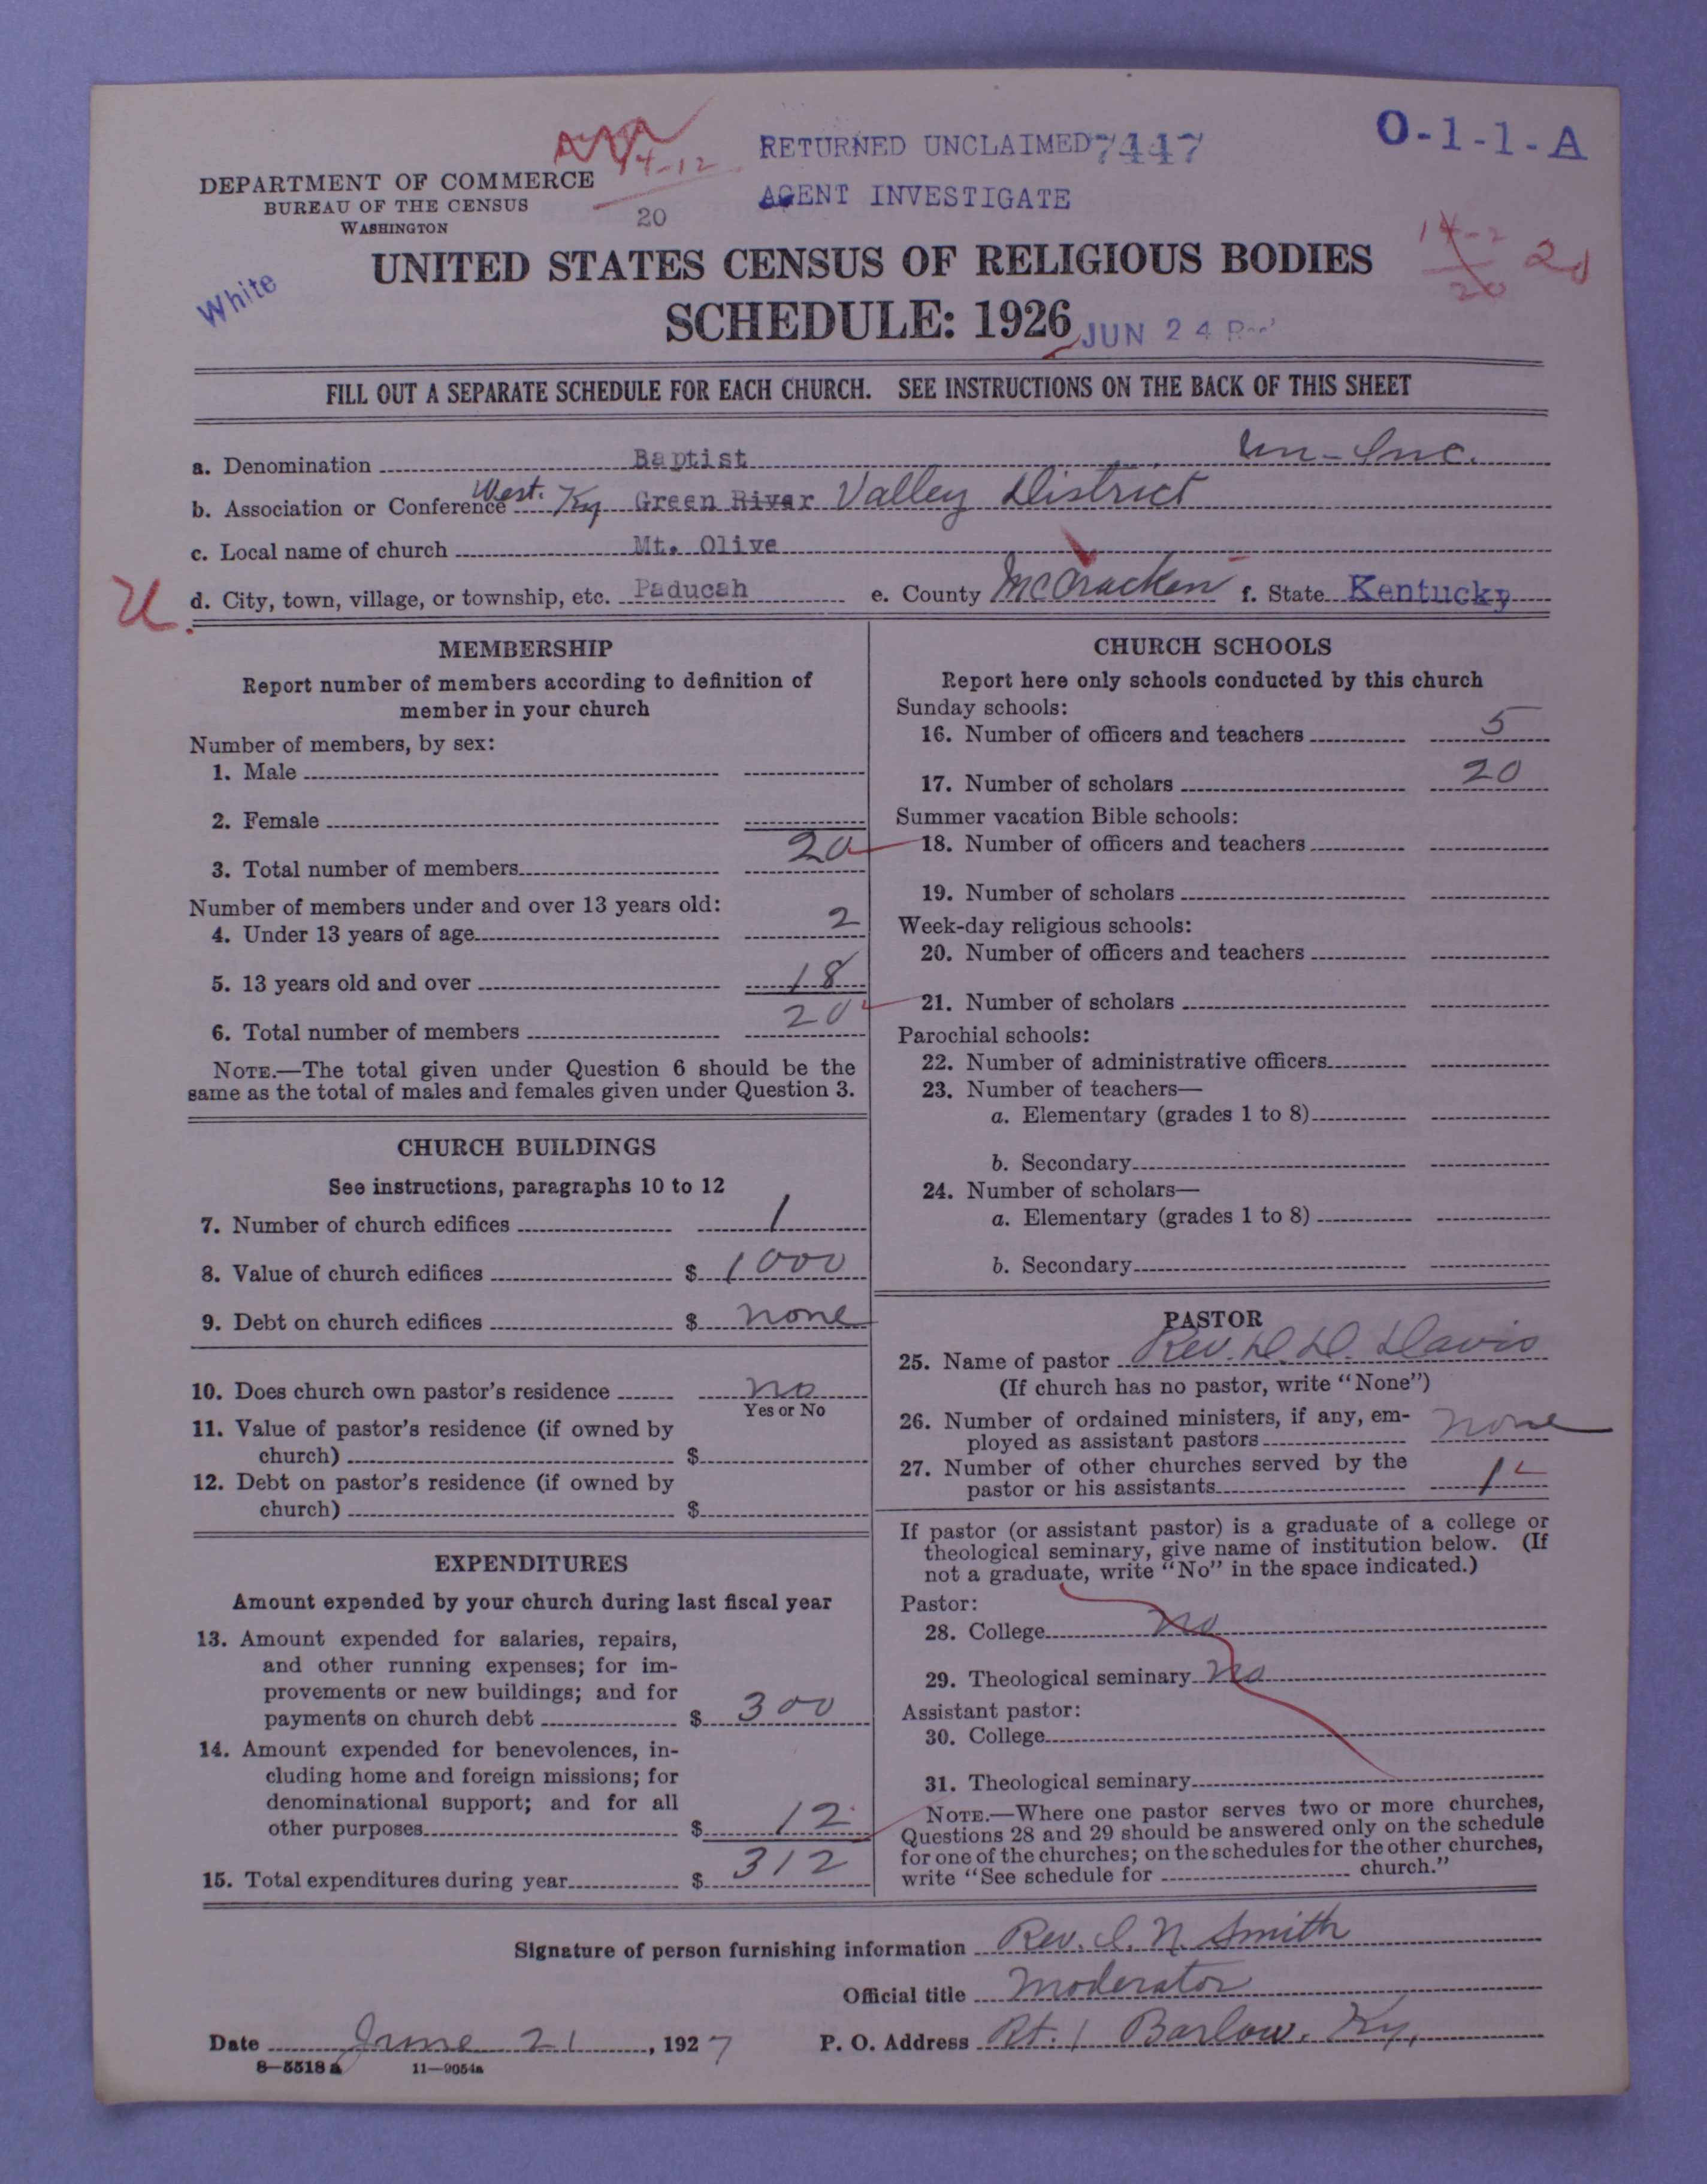 RETURNED UNCLAIMED 7447
O-1-1-A
14-12
AGENT INVESTIGATE
DEPARTMENT OF COMMERCE
BUREAU OF THE CENSUS
WASHINGTON
20
White
UNITED STATES CENSUS OF RELIGIOUS BODIES
20
20
SCHEDULE: 1926
JUN 24
FILL OUT A SEPARATE SCHEDULE FOR EACH CHURCH. SEE INSTRUCTIONS ON THE BACK OF THIS SHEET
a. Denomination Baptist Un-Inc.
b. Association or Conference West. Ky Green River Valley District
c. Local name of church Mt. Olive
d. City, town, village, or township, etc. Paducah e. County McCracken f. State Kentucky
U.
MEMBERSHIP
Report number of members according to definition of
member in your church
Number of members, by sex:
1. Male
2. Female
3. Total number of members 20
Number of members under and over 13 years old:
4. Under 13 years of age 2
5. 13 years old and over 18
6. Total number of members 20
NOTE.—The total given under Question 6 should be the
same as the total of males and females given under Question 3.
CHURCH BUILDINGS
See instructions, paragraphs 10 to 12
7. Number of church edifices 1
8. Value of church edifices $ 1000
9. Debt on church edifices $ none
10. Does church own pastor's residence no
Yes or No
11. Value of pastor's residence (if owned by
church) $
12. Debt on pastor's residence (if owned by
church) $
EXPENDITURES
Amount expended by your church during last fiscal year
13. Amount expended for salaries, repairs,
and other running expenses; for im-
provements or new buildings; and for
payments on church debt $ 300
14. Amount expended for benevolences, in-
cluding home and foreign missions; for
denominational support; and for all
other purposes $ 12
15. Total expenditures during year $ 312
CHURCH SCHOOLS
Report here only schools conducted by this church
Sunday schools:
16. Number of officers and teachers 5
17. Number of scholars 20
Summer vacation Bible schools:
18. Number of officers and teachers
19. Number of scholars
Week-day religious schools:
20. Number of officers and teachers
21. Number of scholars
Parochial schools:
22. Number of administrative officers
23. Number of teachers—
a. Elementary (grades 1 to 8)
b. Secondary
24. Number of scholars—
a. Elementary (grades 1 to 8)
b. Secondary
PASTOR
25. Name of pastor Rev. D. D. Davis
(If church has no pastor, write "None")
26. Number of ordained ministers, if any, em-
ployed as assistant pastors none
27. Number of other churches served by the
pastor or his assistants 1
If pastor (or assistant pastor) is a graduate of a college or
theological seminary, give name of institution below. (If
not a graduate, write "No" in the space indicated.)
Pastor:
28. College no
29. Theological seminary no
Assistant pastor:
30. College
31. Theological seminary
NOTE.—Where one pastor serves two or more churches,
Questions 28 and 29 should be answered only on the schedule
for one of the churches; on the schedules for the other churches,
write "See schedule for church."
Signature of person furnishing information Rev. I. N. Smith
Official title Moderator
Date June 21, 1927 P. O. Address Rt. 1 Barlow, Ky.
8—5518 a 11—9054a